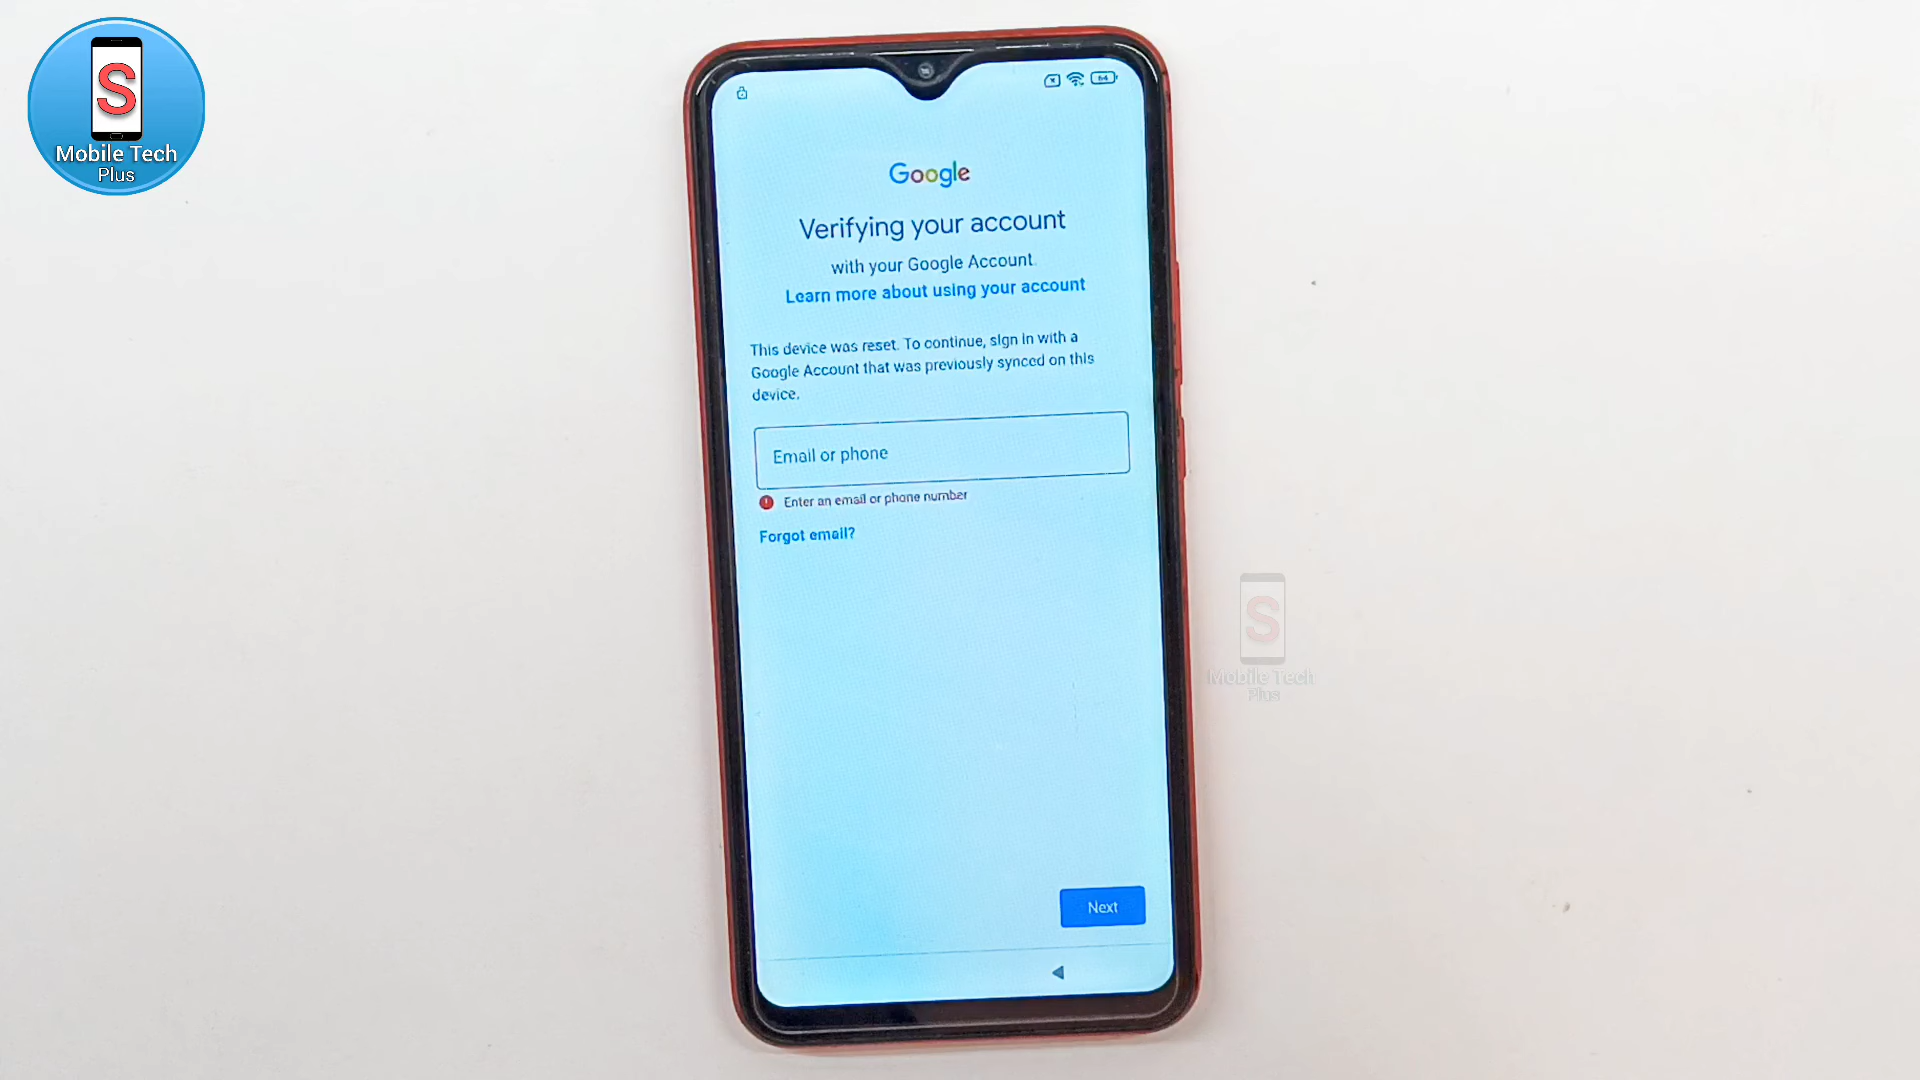 S
Mobile Tech
Plus
64
Google
Verifying your account
with your Google Account.
Learn more about using your account
This device was reset. To continue, sign in with a
Google Account that was previously synced on this
device.
Email or phone
Enter an email or phone number
Forgot email?
Next
S
Mobile Tech
Plus